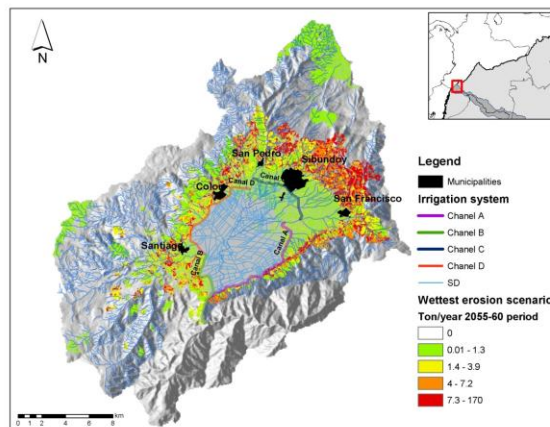 N
San Pedro
Sibundoy
Canal D
Canal
Colon
San Francisco
Santiago
Canal B
Canal A
0 1 2 4 6 8
km
Legend
Municipalities
Irrigation system
Chanel A
Chanel B
Chanel C
Chanel D
SD
Wettest erosion scenario
Ton/year 2055-60 period
0
0.01 - 1.3
1.4 - 3.9
4 - 7.2
7.3 - 170